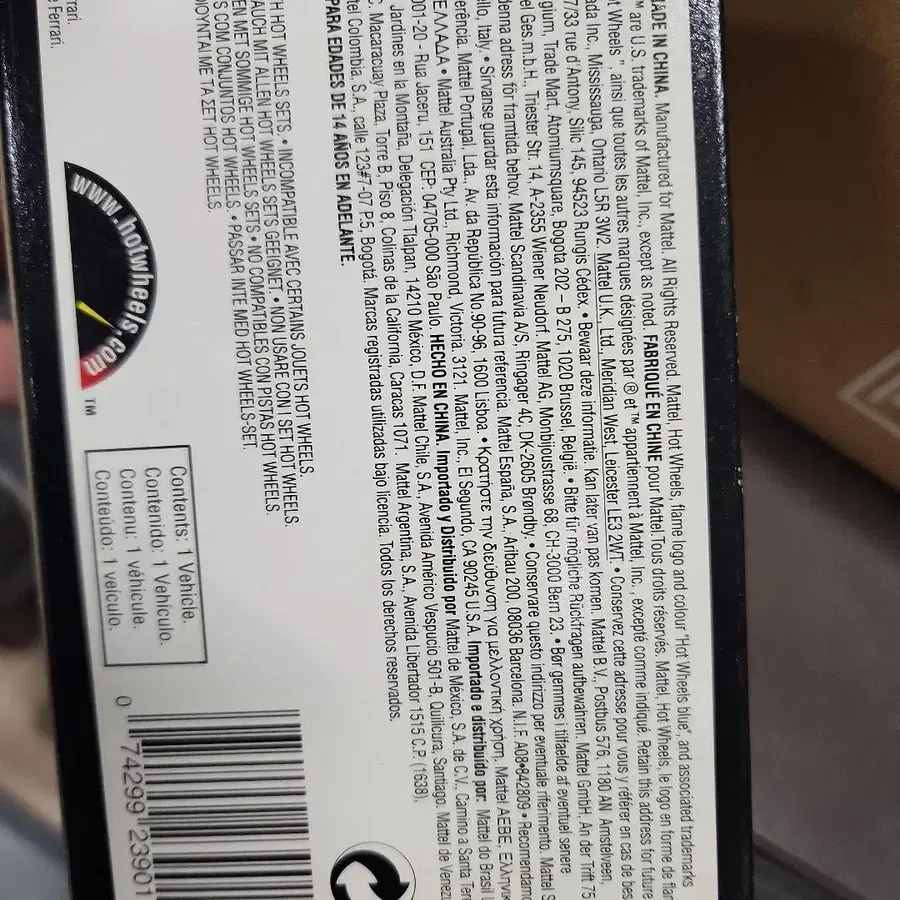 MADE IN CHINA. Manufactured for Mattel. All Rights Reserved. Mattel, Hot Wheels, flame logo and colour "Hot Wheels blue", and associated trademarks
™ are U.S. trademarks of Mattel, Inc., except as noted. FABRIQUÉ EN CHINE pour Mattel. Tous droits réservés. Mattel, Hot Wheels, le logo en forme de
t Wheels", ainsi que toutes les autres marques désignées par ® et ™ appartiennent à Mattel, Inc., excepté comme indiqué. Retain this address for future
ada Inc., Mississauga, Ontario L5R 3W2. Mattel U.K., Ltd., Meridian West, Leicester LE3 2WT. • Conservez cette adresse pour vous y référer en cas de bes
7/33 rue d'Antony, Silic 145, 94523 Rungis Cédex. • Bewaar deze informatie. Kan later van pas komen. Mattel B.V., Postbus 576, 1180 AN Amstelveen.
el Ges.m.b.H., Triester Str. 14, A-2355 Wiener Neudorf. Mattel AG, Monbijoustrasse 68, CH-3000 Bern 23. • Bitte für mögliche Rückfragen aufbewahren. Mattel GmbH, An der Trift 75
gium, Trade Mart, Atomiumsquare, Bogota 202 – B 275, 1020 Brussel, België. • Bør gemmes i tilfælde af eventuel senere
denna adress för framtida behov. Mattel Scandinavia A/S, Ringager 4C, DK-2605 Brøndby. • Conservare questo indirizzo per eventuale riferimento. Mattel S
llo, Italy. • Sírvanse guardar esta información para futura referencia. Mattel España, S.A., Aribau 200. 08036 Barcelona. N.I.F. A08•842809 • Recomendamo
erência. Mattel Portugal, Lda., Av. da República No. 90-96, 1600 Lisboa. • Κρατήστε την διεύθυνση για μελλοντική χρήση. Mattel AEBE, Ελληνικ
ΕΛΛΑΔΑ • Mattel Australia Pty Ltd., Richmond, Victoria. 3121. Mattel, Inc., El Segundo, CA 90245 U.S.A. Importado e distribuido por: Mattel do Brasil L
001-20 - Rua Jaceru, 151 CEP: 04705-000 São Paulo. HECHO EN CHINA. Importado y Distribuido por Mattel de México, S.A. de C.V., Camino a Santa Ter
Jardines en la Montaña, Delegación Tlalpan, 14210 México, D.F. Mattel Chile, S.A., Avenida Américo Vespucio 501-B, Quilicura, Santiago. Mattel de Venezu
C. Macaracuay Plaza, Torre B, Piso 8, Colinas de la California, Caracas 1071. Mattel Argentina, S.A., Avenida Libertador 1515 C.P. (1638),
tel Colombia, S.A., calle 123#7-07 P.5, Bogotá. Marcas registradas utilizadas bajo licencia. Todos los derechos reservados.
PARA EDADES DE 14 AÑOS EN ADELANTE.
TH HOT WHEELS SETS. • INCOMPATIBLE AVEC CERTAINS JOUETS HOT WHEELS.
AUCH MIT ALLEN HOT WHEELS SETS GEEIGNET • NON USARE CON I SET HOT WHEELS.
EN MET SOMMIGE HOT WHEELS SETS • NO COMPATIBLES CON PISTAS HOT WHEELS.
S COM CONJUNTOS HOT WHEELS. • PASSAR INTE MED HOT WHEELS-SET.
ΙΟΥΝΤΑΙ ΜΕ ΤΑ ΣΕΤ HOT WHEELS.
rrari.
e Ferrari.
www.hotwheels.com
TM
Contents: 1 Vehicle.
Contenido: 1 Vehículo.
Contenu: 1 véhicule.
Conteúdo: 1 veículo.
0 74299 23901